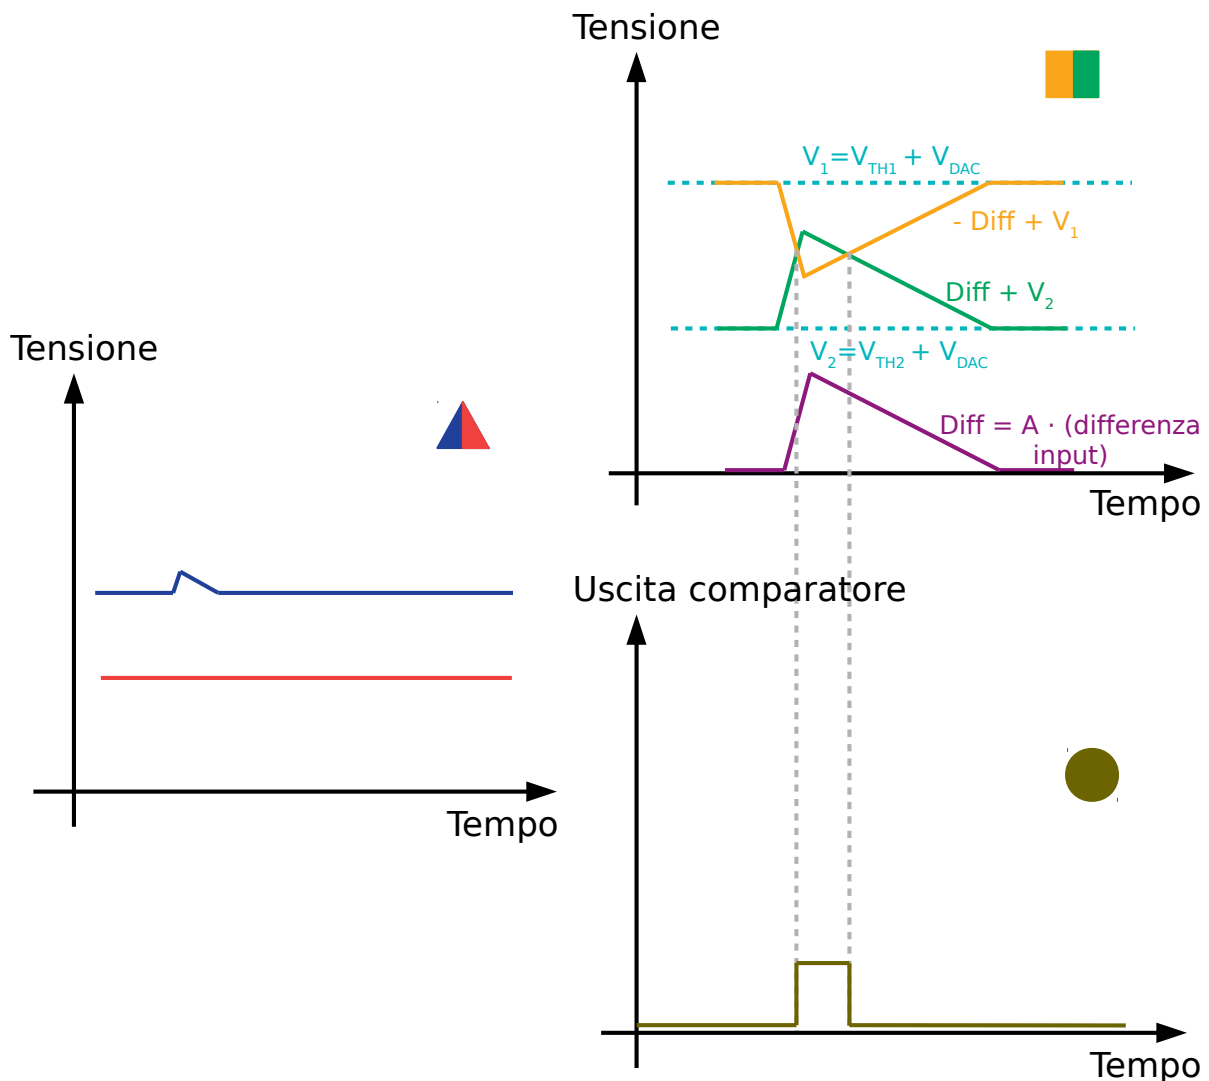 Tensione
V1=VTH1 + VDAC
- Diff + V1
Diff + V2
V2=VTH2 + VDAC
Diff = A · (differenza
input)
Tempo
Tensione
Tempo
Uscita comparatore
Tempo